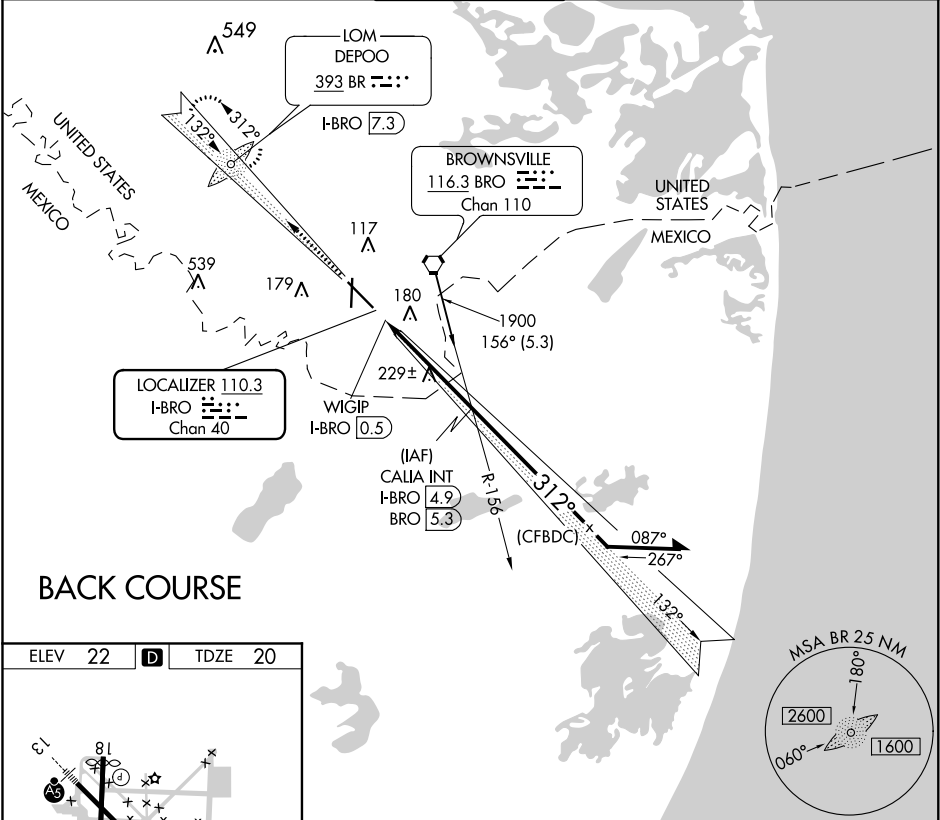 549
LOM
DEPOO
393 BR
I-BRO 7.3
312°
132°
UNITED STATES
MEXICO
BROWNSVILLE
116.3 BRO
Chan 110
UNITED
STATES
MEXICO
117
539
179
180
1900
156° (5.3)
229±
LOCALIZER 110.3
I-BRO
Chan 40
WIGIP
I-BRO 0.5
(IAF)
CALIA INT
I-BRO 4.9
BRO 5.3
R-156
312°
(CFBDC)
087°
267°
132°
BACK COURSE
ELEV 22 D TDZE 20
13
18
P
A5
MSA BR 25 NM
180°
2600
1600
060°